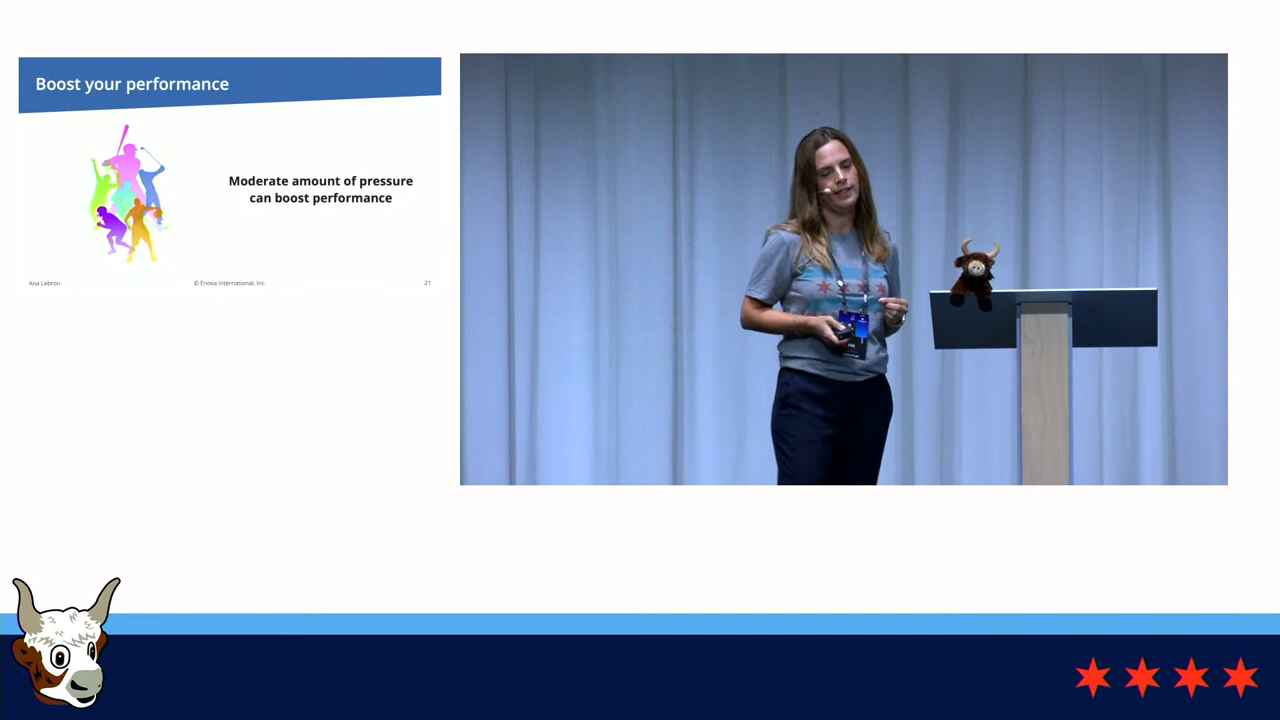 Boost your performance
Moderate amount of pressure
can boost performance
Ana Lebron
© Enova International, Inc.
21